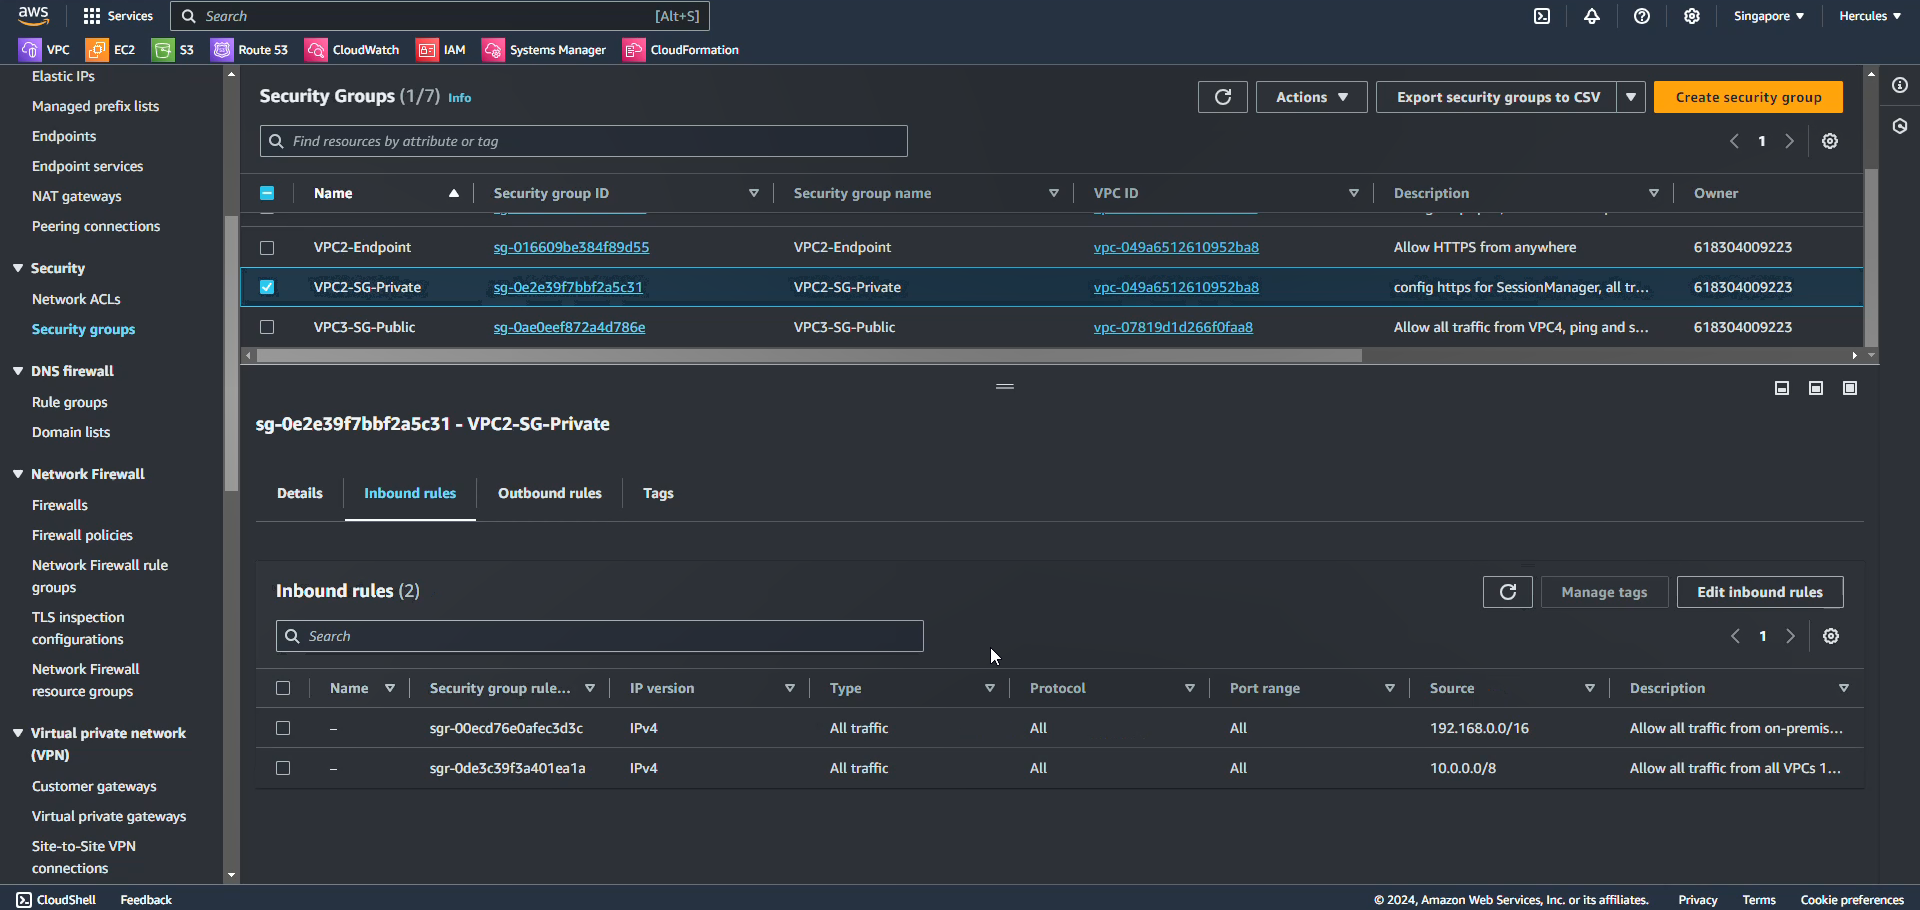 aws
Services
Search
[Alt+S]
Singapore
Hercules
VPC
EC2
S3
Route 53
CloudWatch
IAM
Systems Manager
CloudFormation
Elastic IPs
Managed prefix lists
Endpoints
Endpoint services
NAT gateways
Peering connections
Security
Network ACLs
Security groups
DNS firewall
Rule groups
Domain lists
Network Firewall
Firewalls
Firewall policies
Network Firewall rule
groups
TLS inspection
configurations
Network Firewall
resource groups
Virtual private network
(VPN)
Customer gateways
Virtual private gateways
Site-to-Site VPN
connections
Security Groups (1/7) Info
Actions
Export security groups to CSV
Create security group
Find resources by attribute or tag
1
Name Security group ID Security group name VPC ID Description Owner
VPC2-Endpoint sg-016609be384f89d55 VPC2-Endpoint vpc-049a6512610952ba8 Allow HTTPS from anywhere 618304009223
VPC2-SG-Private sg-0e2e39f7bbf2a5c31 VPC2-SG-Private vpc-049a6512610952ba8 config https for SessionManager, all tr... 618304009223
VPC3-SG-Public sg-0ae0eef872a4d786e VPC3-SG-Public vpc-07819d1d266f0faa8 Allow all traffic from VPC4, ping and s... 618304009223
sg-0e2e39f7bbf2a5c31 - VPC2-SG-Private
Details Inbound rules Outbound rules Tags
Inbound rules (2)
Manage tags
Edit inbound rules
Search
1
Name Security group rule... IP version Type Protocol Port range Source Description
– sgr-00ecd76e0afec3d3c IPv4 All traffic All All 192.168.0.0/16 Allow all traffic from on-premis...
– sgr-0de3c39f3a401ea1a IPv4 All traffic All All 10.0.0.0/8 Allow all traffic from all VPCs 1...
CloudShell
Feedback
© 2024, Amazon Web Services, Inc. or its affiliates.
Privacy
Terms
Cookie preferences